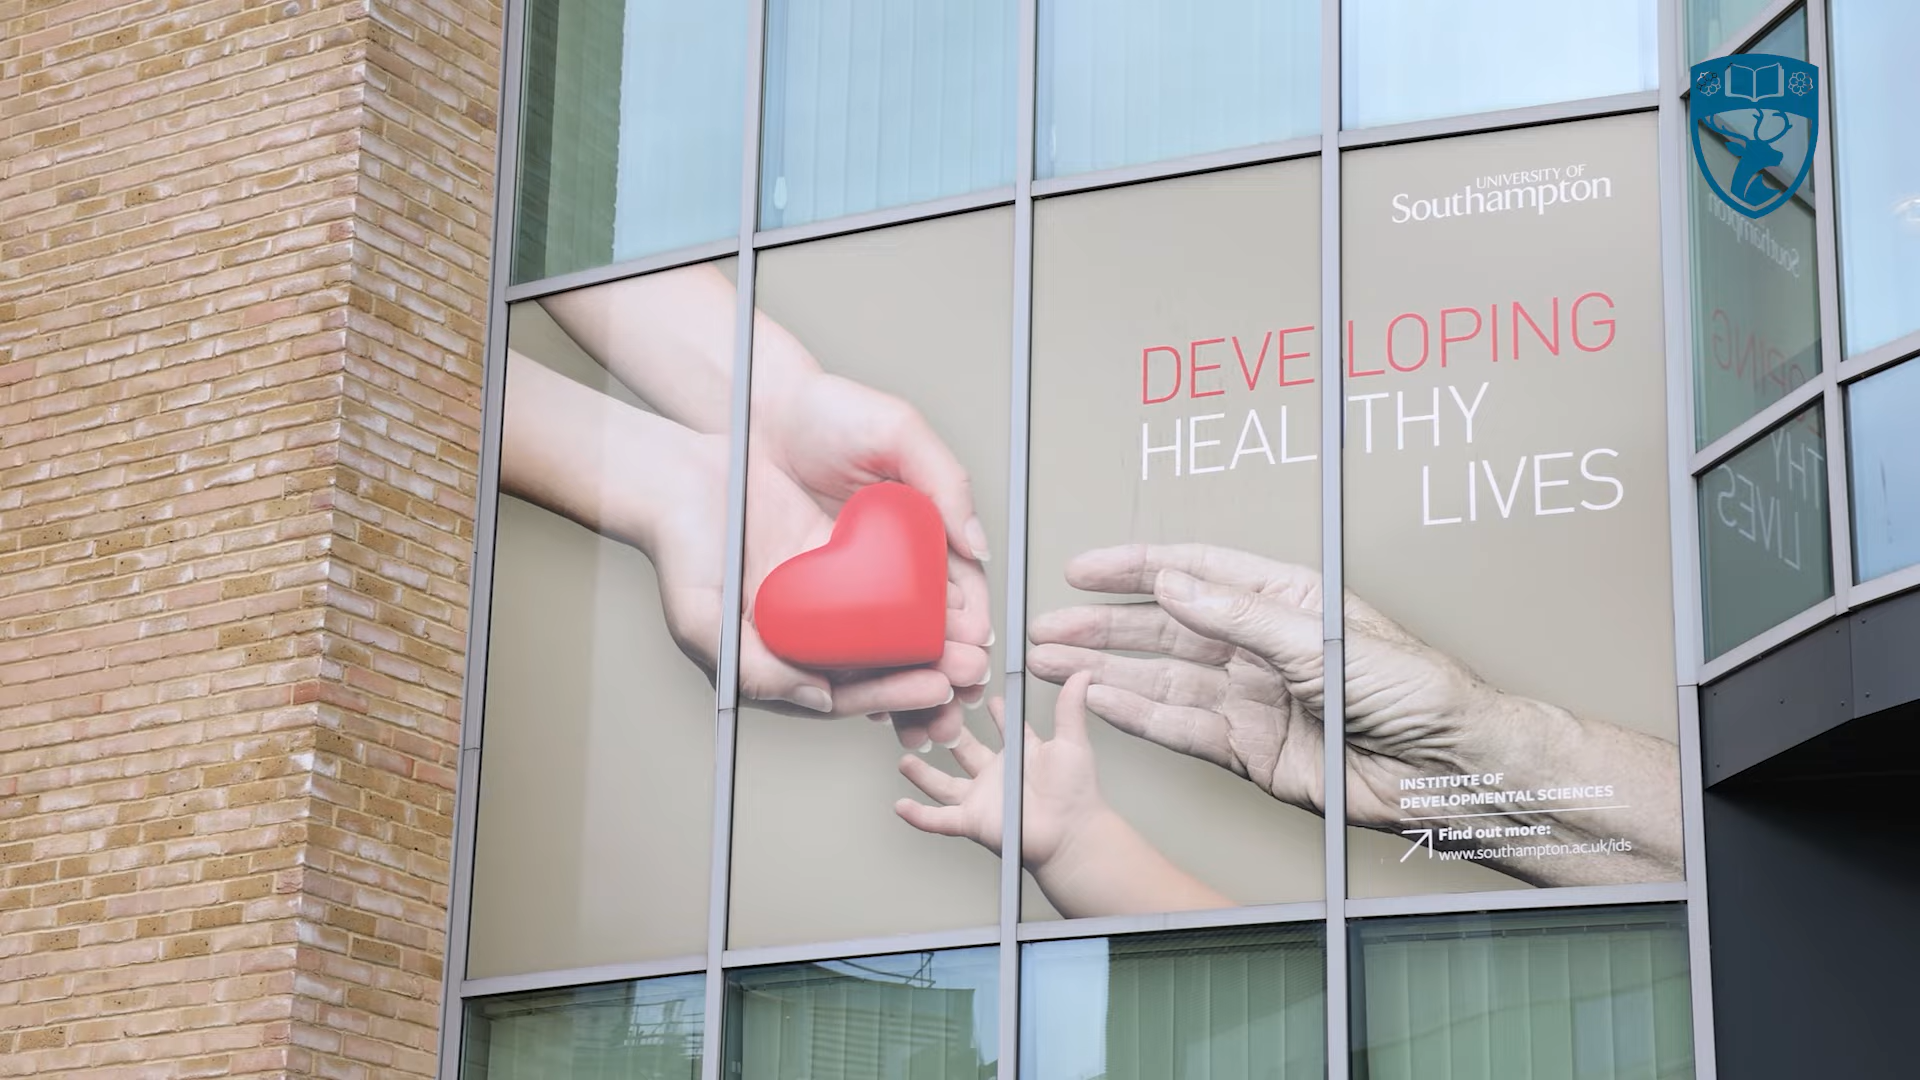 UNIVERSITY OF
Southampton
DEVELOPING
HEALTHY
LIVES
INSTITUTE OF
DEVELOPMENTAL SCIENCES
Find out more:
www.southampton.ac.uk/ids